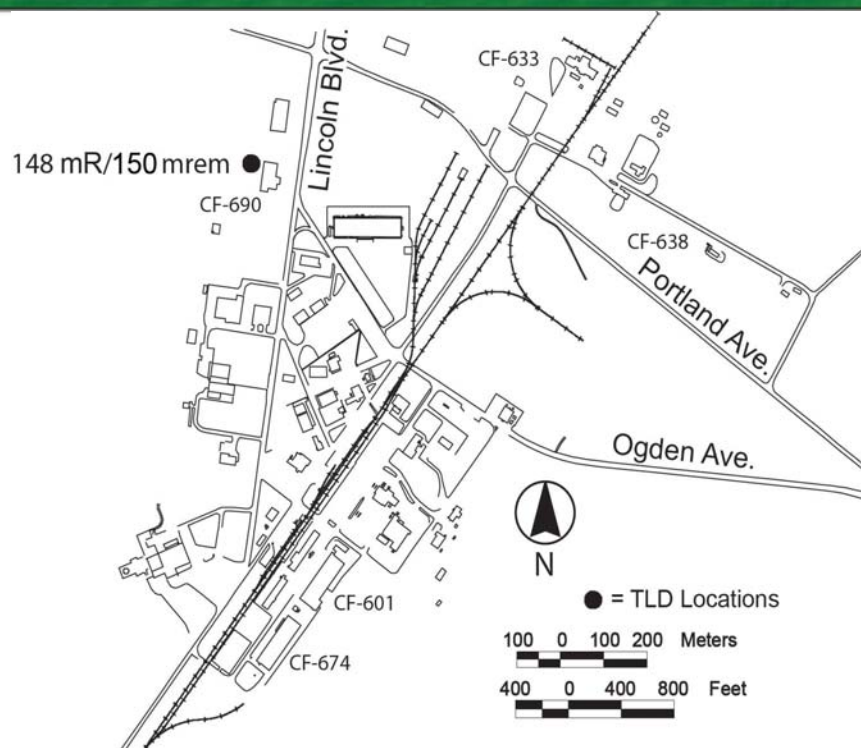 Lincoln Blvd.
CF-633
148 mR/150 mrem
CF-690
CF-638
Portland Ave.
Ogden Ave.
N
CF-601
CF-674
= TLD Locations
100 0 100 200 Meters
400 0 400 800 Feet